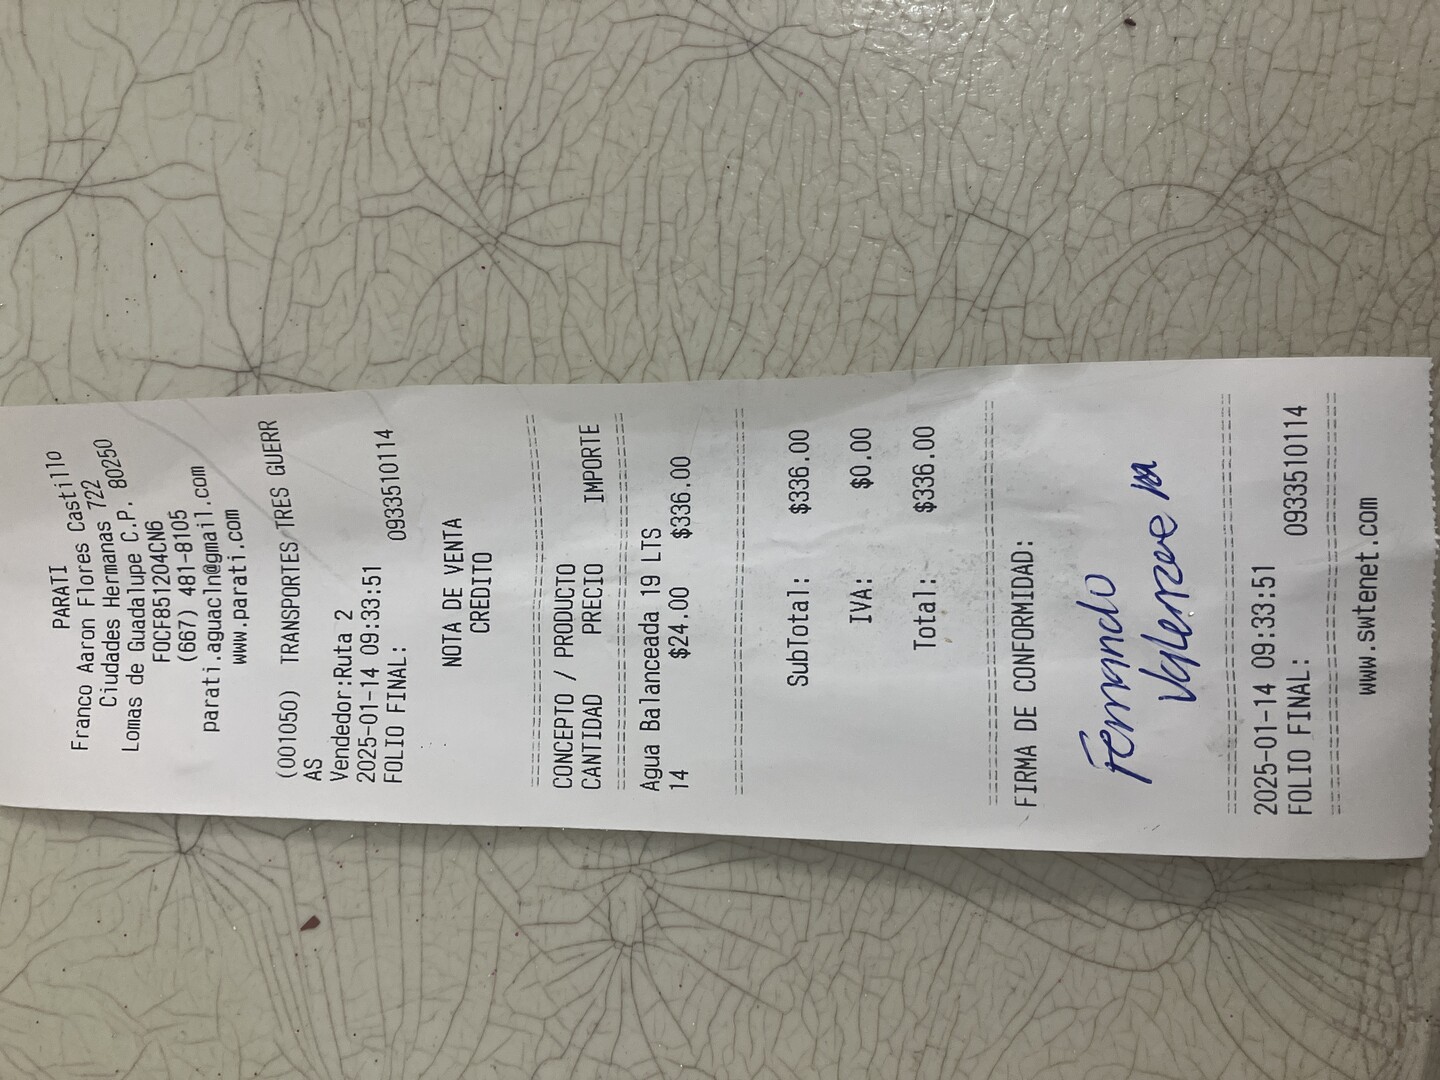 PARATI
Franco Aaron Flores Castillo
Ciudades Hermanas 722
Lomas de Guadalupe C.P. 80250
FOCF851204CN6
(667) 481-8105
parati.aguacln@gmail.com
www.parati.com
(001050) TRANSPORTES TRES GUERR
AS
Vendedor:Ruta 2
2025-01-14 09:33:51
FOLIO FINAL: 0933510114
NOTA DE VENTA
CREDITO
CONCEPTO / PRODUCTO
CANTIDAD PRECIO IMPORTE
Agua Balanceada 19 LTS
14 $24.00 $336.00
SubTotal: $336.00
IVA: $0.00
Total: $336.00
FIRMA DE CONFORMIDAD:
Fernando
2025-01-14 09:33:51
FOLIO FINAL: 0933510114
www.swtenet.com